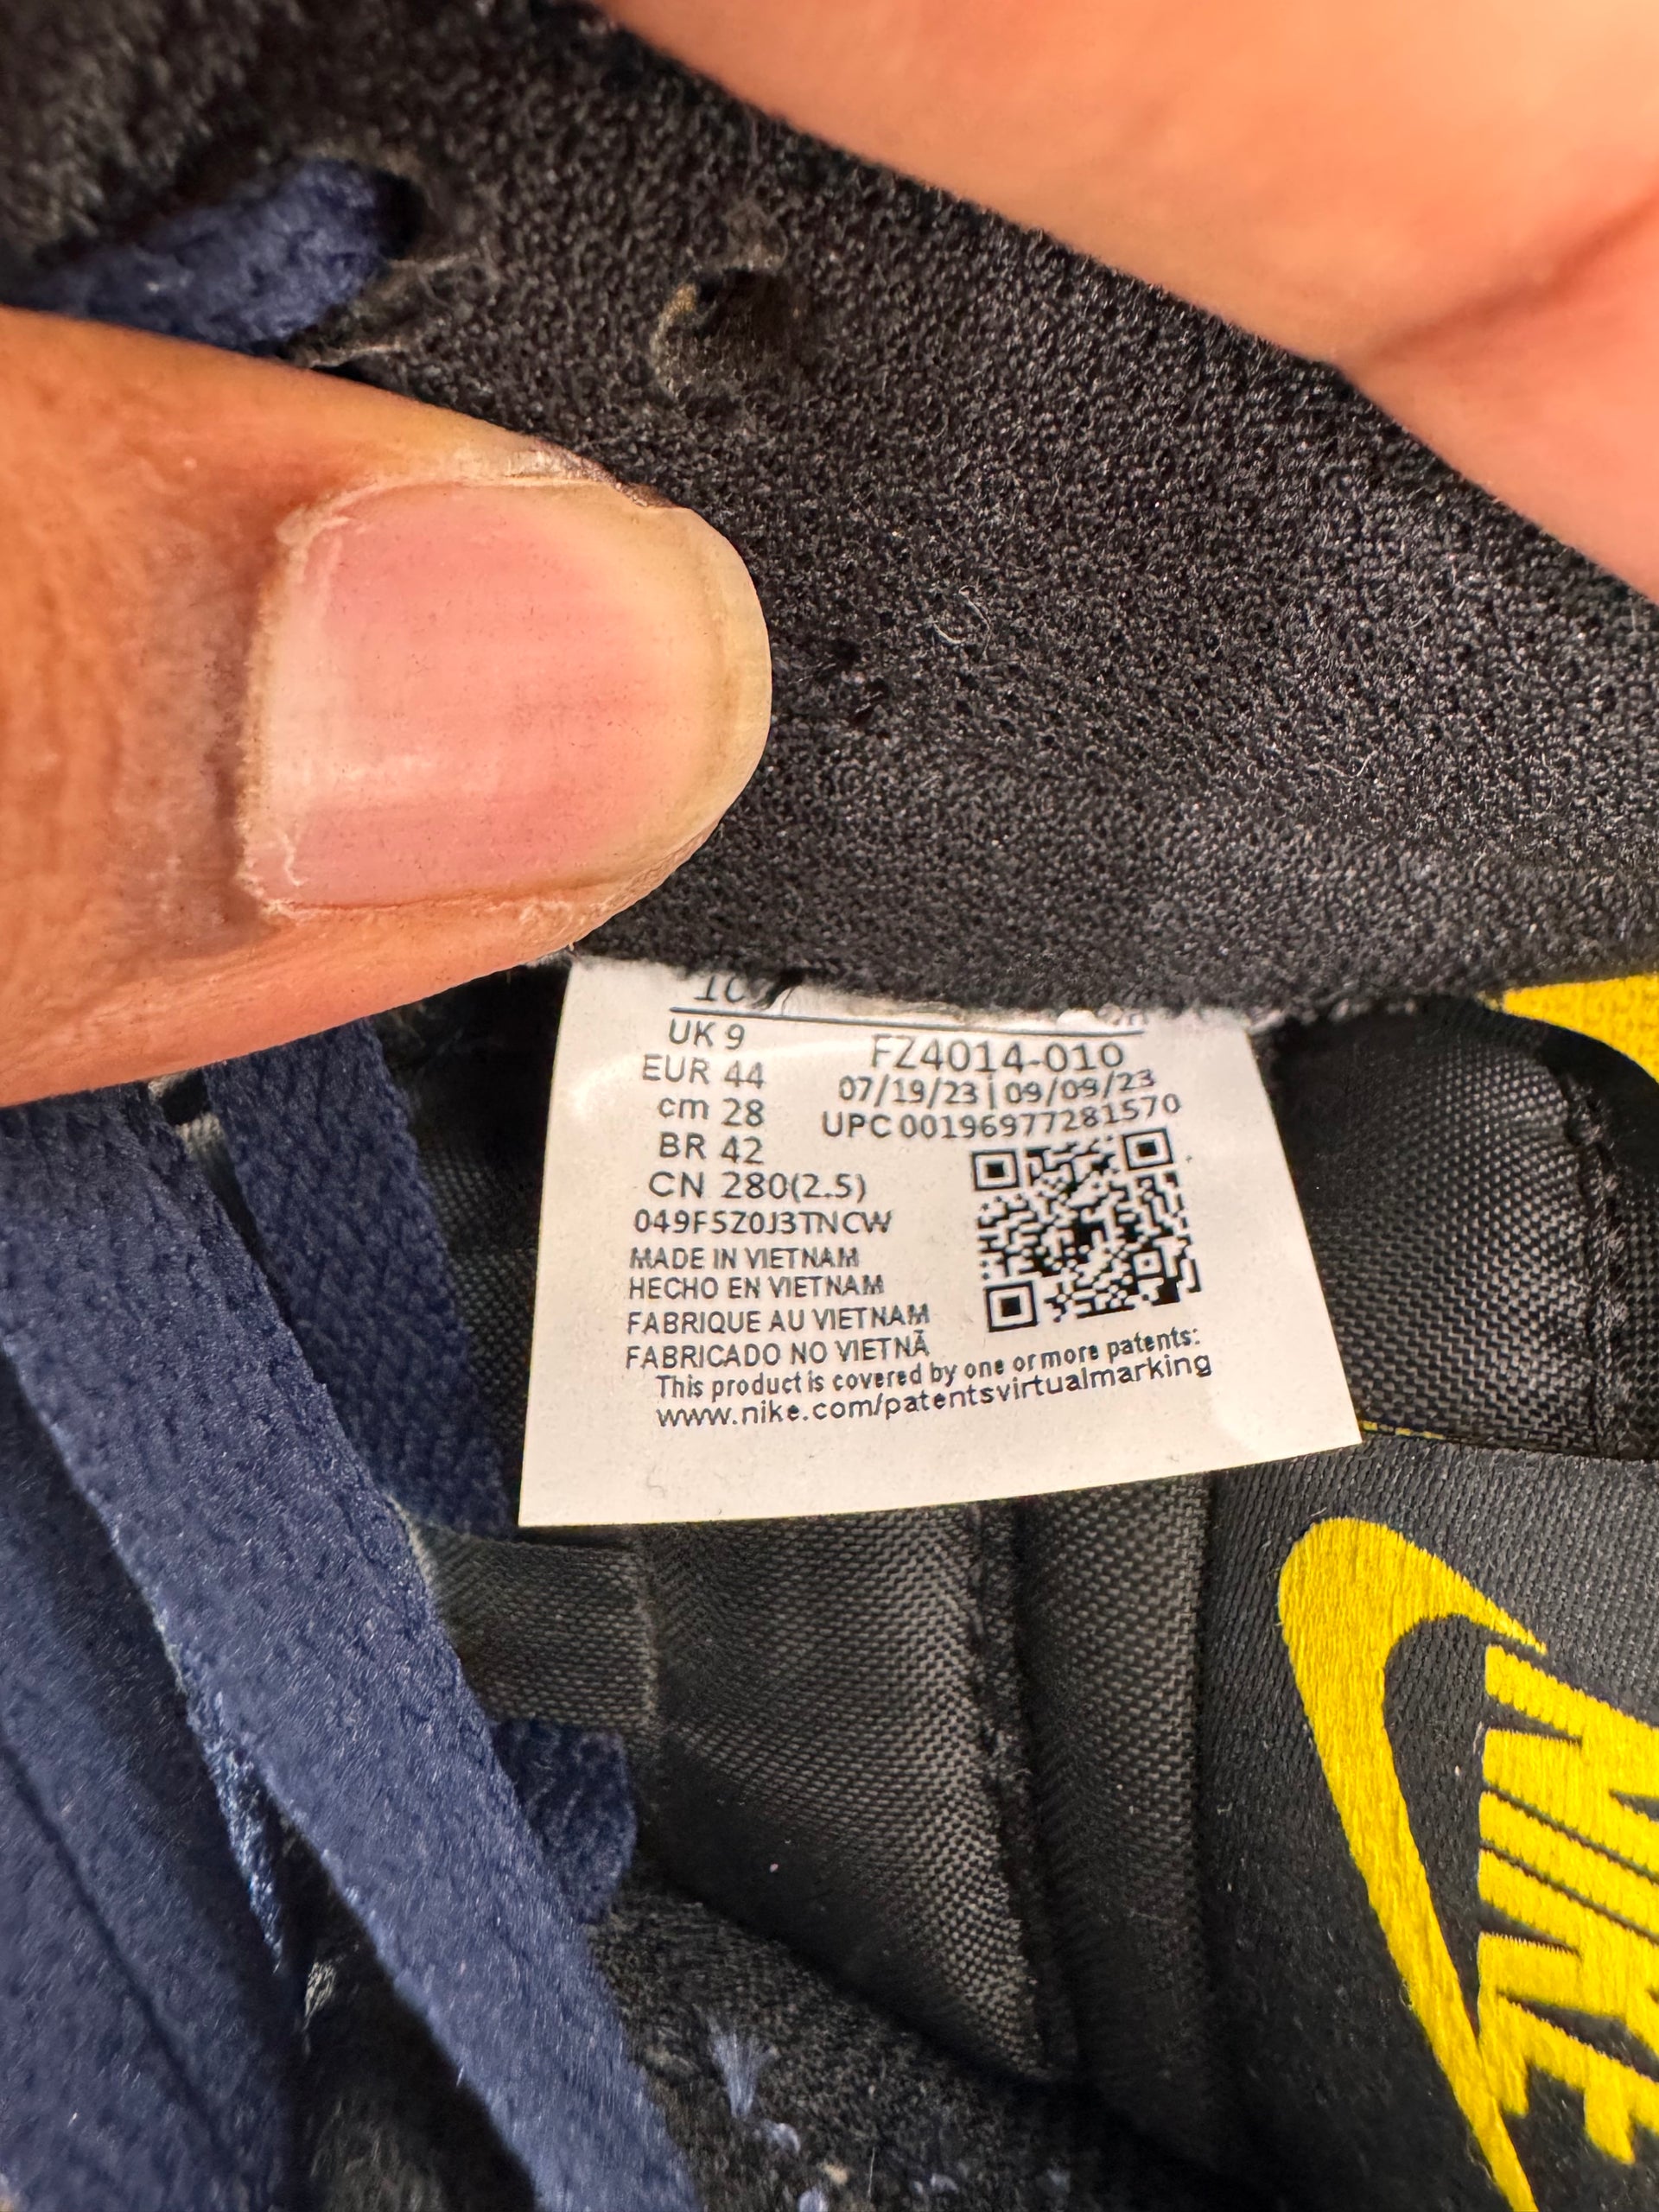 UK 9
EUR 44
cm 28
BR 42
CN 280(2.5)
049FSZ0J3TNCW
MADE IN VIETNAM
HECHO EN VIETNAM
FABRIQUE AU VIETNAM
FABRICADO NO VIETNÃ
FZ4014-010
07/19/23 | 09/09/23
UPC 00196977281570
This product is covered by one or more patents:
www.nike.com/patentsvirtualmarking
NIKE